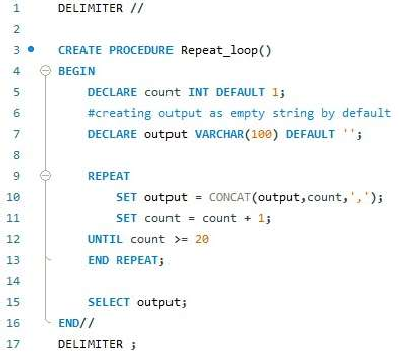 1 DELIMITER //
2
3 CREATE PROCEDURE Repeat_loop()
4 BEGIN
5 DECLARE count INT DEFAULT 1;
6 #creating output as empty string by default
7 DECLARE output VARCHAR(100) DEFAULT '';
8
9 REPEAT
10 SET output = CONCAT(output,count,',');
11 SET count = count + 1;
12 UNTIL count >= 20
13 END REPEAT;
14
15 SELECT output;
16 END//
17 DELIMITER ;